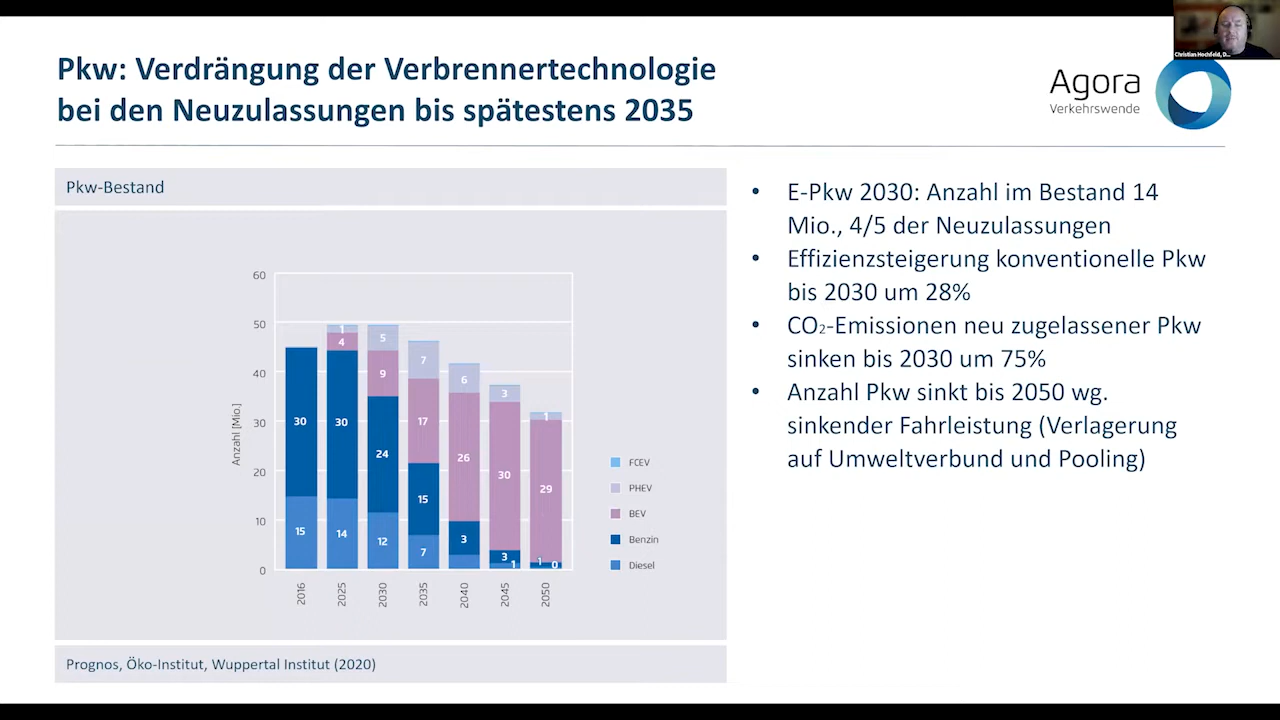 Christian Hochfeld, D...
Pkw: Verdrängung der Verbrennertechnologie
bei den Neuzulassungen bis spätestens 2035
Agora
Verkehrswende
Pkw-Bestand
60
50
40
30
20
10
0
Anzahl [Mio.]
30
15
1
4
30
14
5
9
24
12
7
17
15
7
6
26
3
3
30
3
1
1
29
1
0
2016
2025
2030
2035
2040
2045
2050
FCEV
PHEV
BEV
Benzin
Diesel
Prognos, Öko-Institut, Wuppertal Institut (2020)
• E-Pkw 2030: Anzahl im Bestand 14
Mio., 4/5 der Neuzulassungen
• Effizienzsteigerung konventionelle Pkw
bis 2030 um 28%
• CO₂-Emissionen neu zugelassener Pkw
sinken bis 2030 um 75%
• Anzahl Pkw sinkt bis 2050 wg.
sinkender Fahrleistung (Verlagerung
auf Umweltverbund und Pooling)